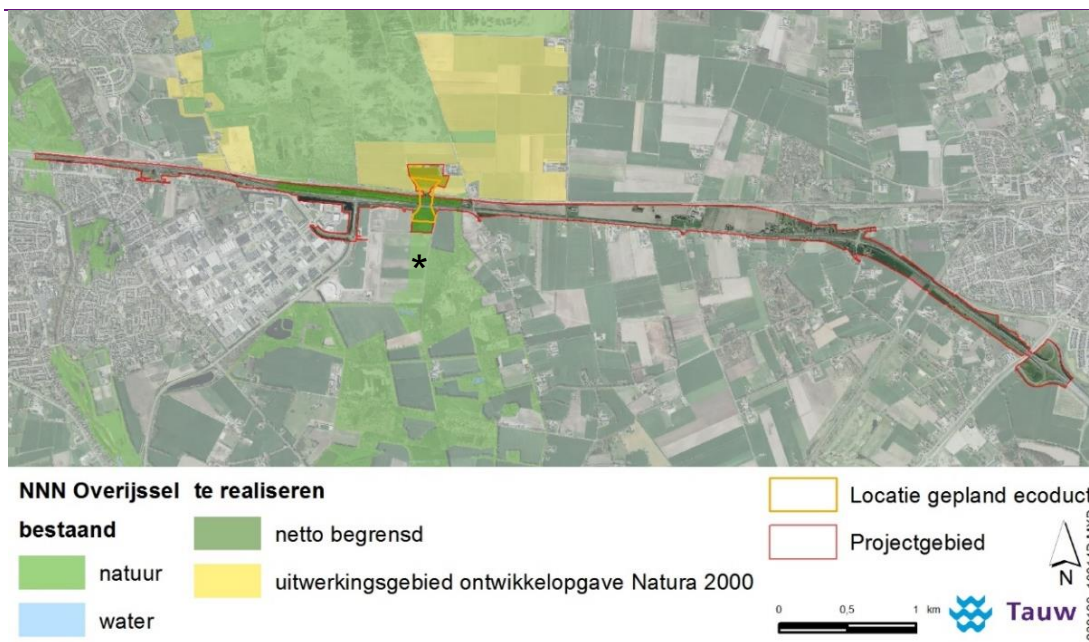 *
NNN Overijssel te realiseren
bestaand
netto begrensd
natuur
uitwerkingsgebied ontwikkelopgave Natura 2000
water
Locatie gepland ecoduct
Projectgebied
N
0 0,5 1 km
Tauw